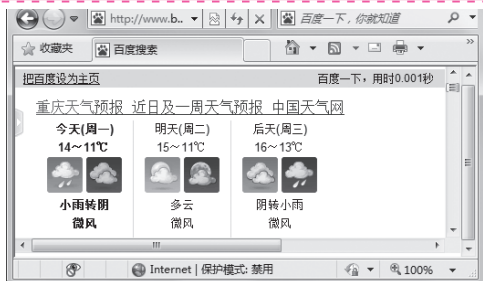 http://www.b.. 百度一下，你就知道
收藏夹 百度搜索
把百度设为主页 百度一下，用时0.001秒
重庆天气预报 近日及一周天气预报 中国天气网
今天(周一) 明天(周二) 后天(周三)
14～11℃ 15～11℃ 16～13℃
小雨转阴 多云 阴转小雨
微风 微风 微风
Internet | 保护模式: 禁用 100%